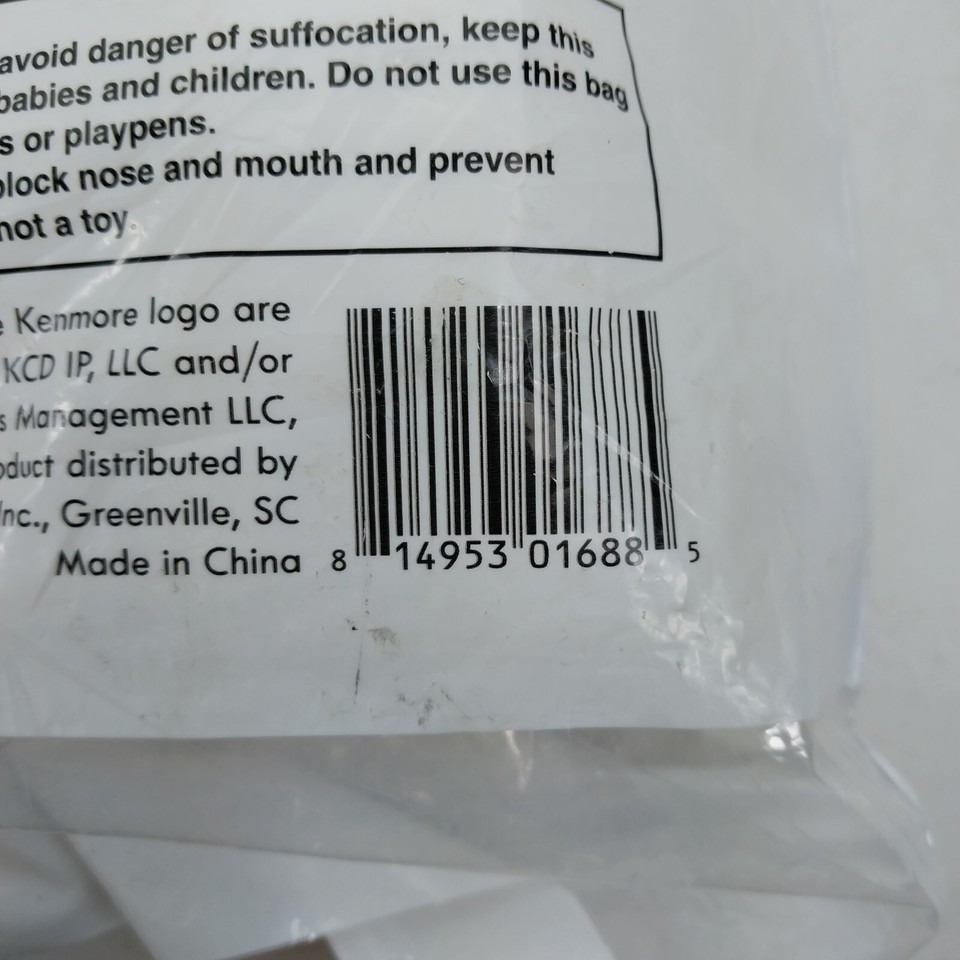 avoid danger of suffocation, keep this
babies and children. Do not use this bag
s or playpens.
block nose and mouth and prevent
not a toy.
e Kenmore logo are
KCD IP, LLC and/or
s Management LLC,
oduct distributed by
Inc., Greenville, SC
Made in China
8 14953 01688 5